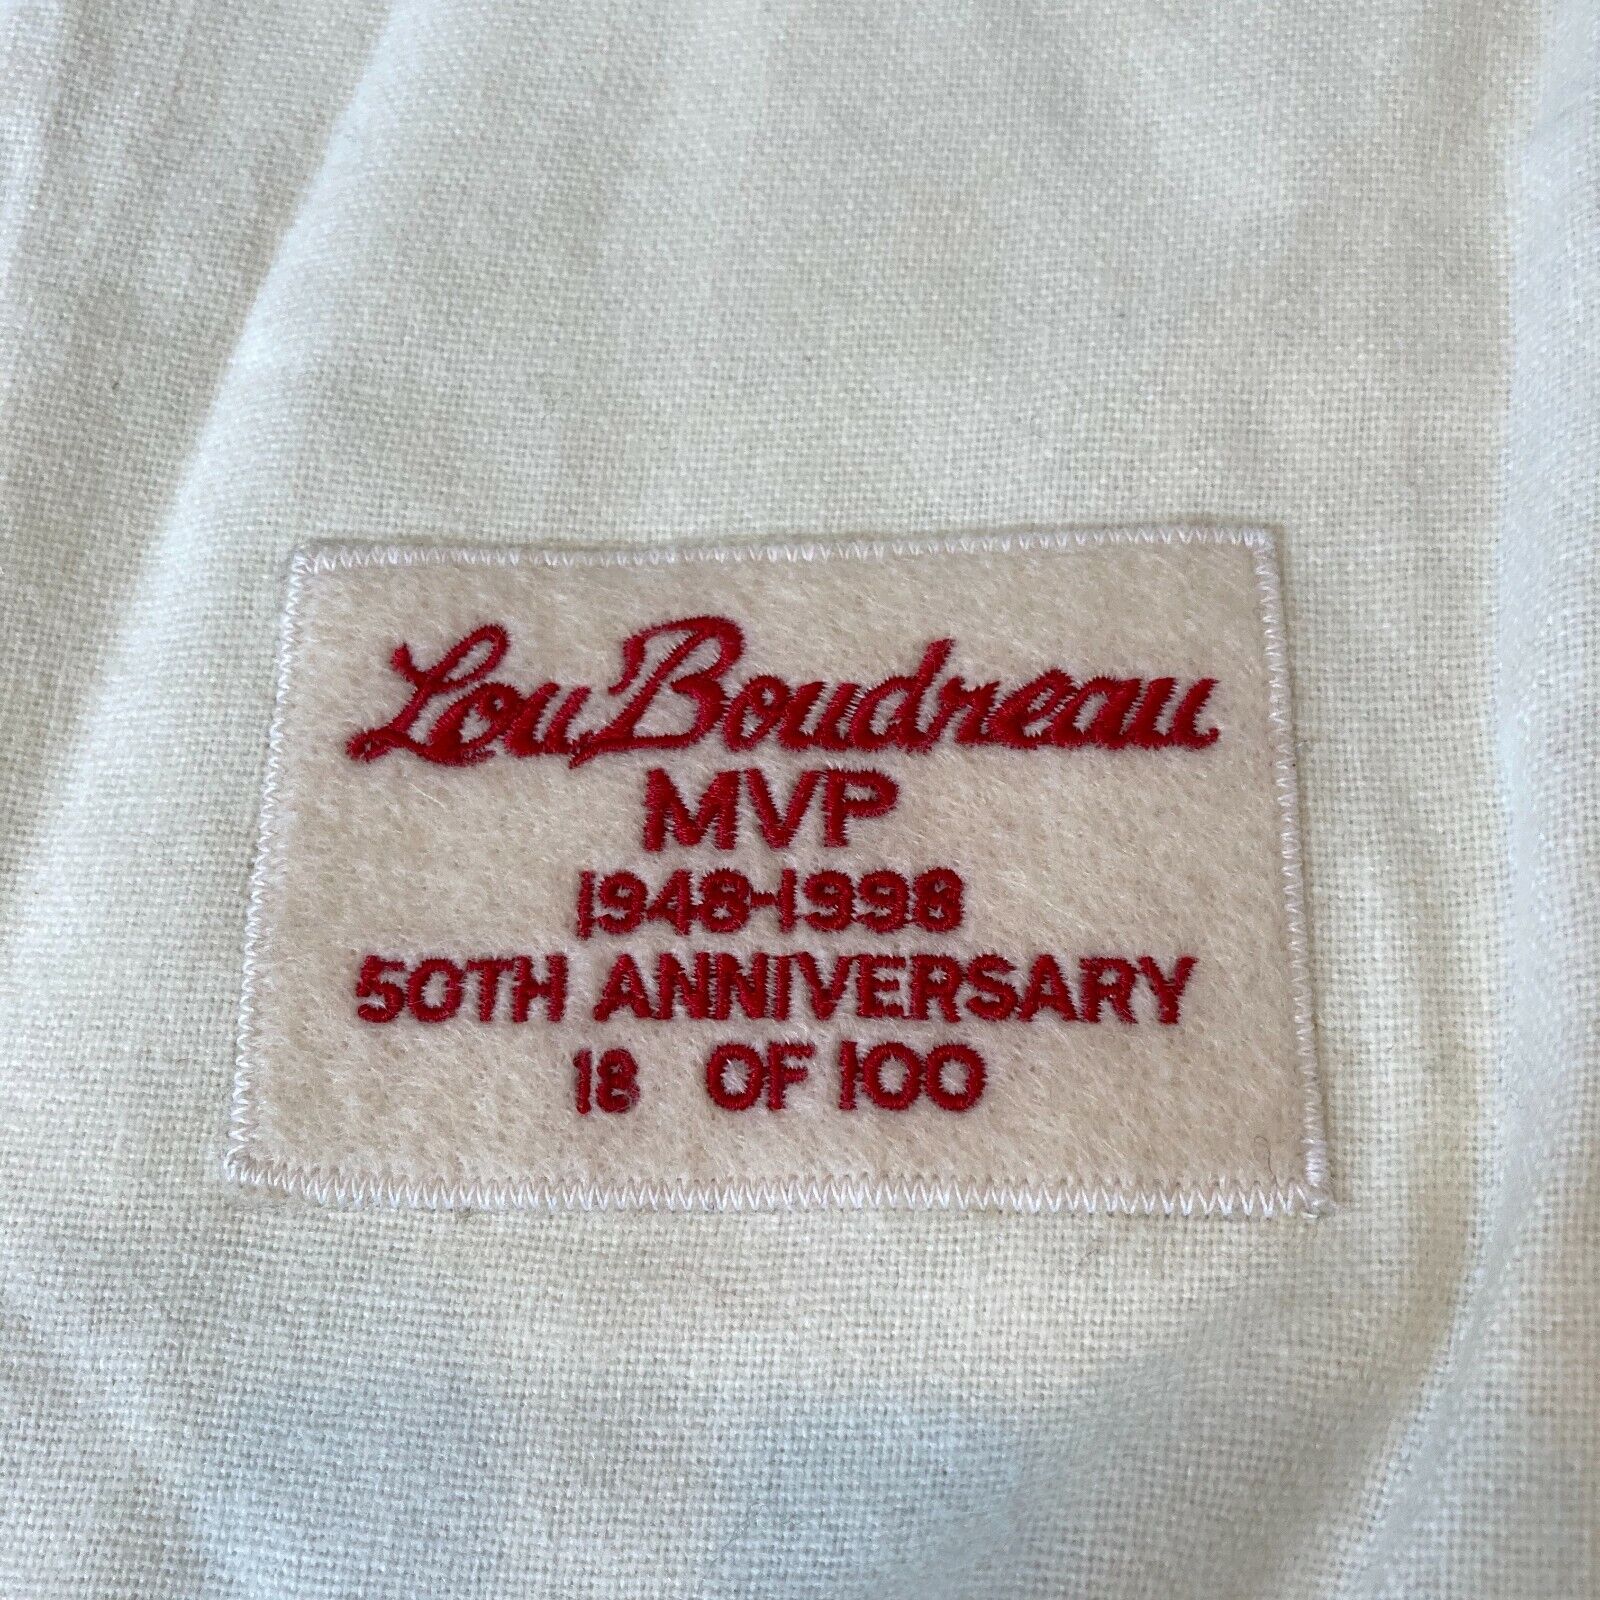 Lou Boudreau
MVP
1948-1998
50TH ANNIVERSARY
18 OF 100